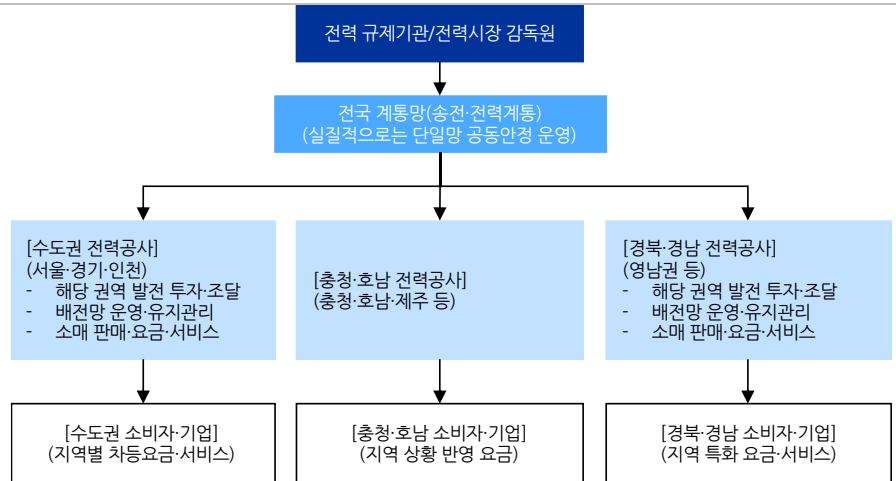 전력 규제기관/전력시장 감독원
전국 계통망(송전·전력계통)
(실질적으로는 단일망 공동안정 운영)
[수도권 전력공사]
(서울·경기·인천)
- 해당 권역 발전 투자·조달
- 배전망 운영·유지관리
- 소매 판매·요금·서비스
[충청·호남 전력공사]
(충청·호남·제주 등)
[경북·경남 전력공사]
(영남권 등)
- 해당 권역 발전 투자·조달
- 배전망 운영·유지관리
- 소매 판매·요금·서비스
[수도권 소비자·기업]
(지역별 차등요금·서비스)
[충청·호남 소비자·기업]
(지역 상황 반영 요금)
[경북·경남 소비자·기업]
(지역 특화 요금·서비스)